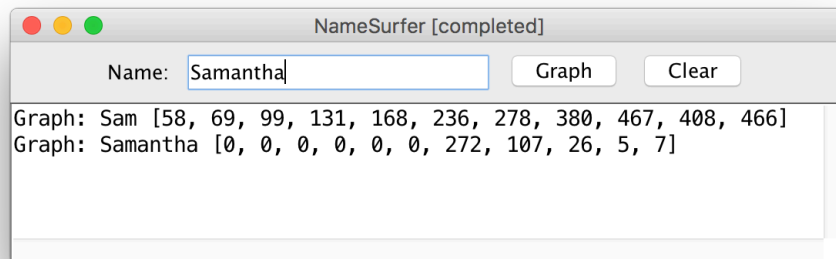 NameSurfer [completed]
Name: Samantha Graph Clear
Graph: Sam [58, 69, 99, 131, 168, 236, 278, 380, 467, 408, 466]
Graph: Samantha [0, 0, 0, 0, 0, 0, 272, 107, 26, 5, 7]